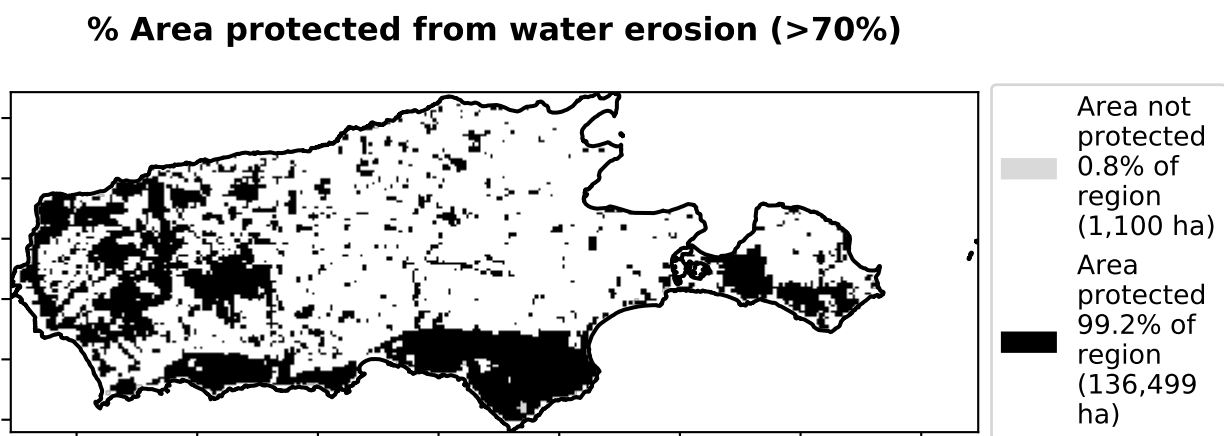 % Area protected from water erosion (>70%)
Area not
protected
0.8% of
region
(1,100 ha)
Area
protected
99.2% of
region
(136,499
ha)